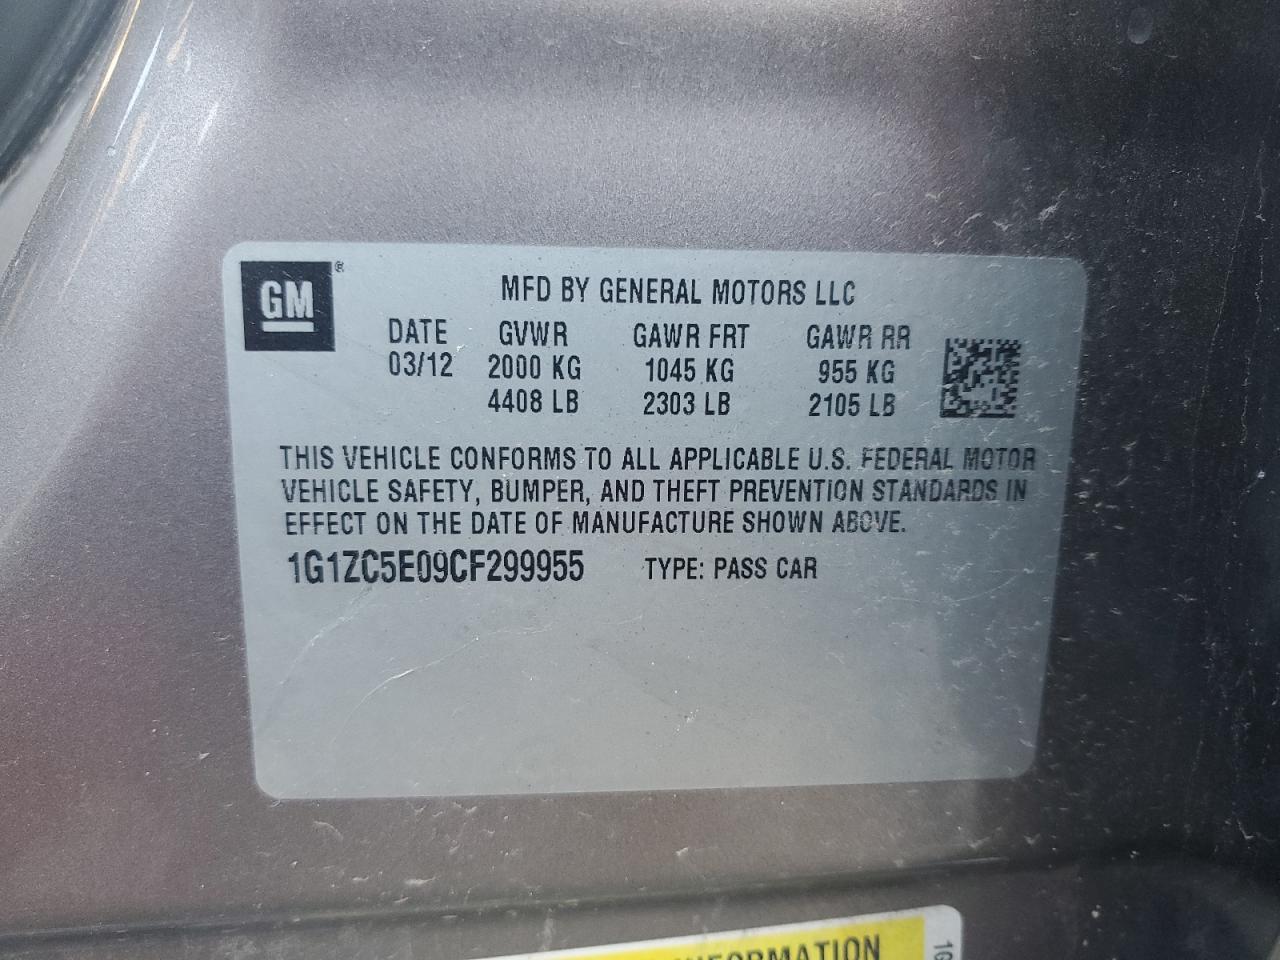 GM ®
MFD BY GENERAL MOTORS LLC
DATE GVWR GAWR FRT GAWR RR
03/12 2000 KG 1045 KG 955 KG
4408 LB 2303 LB 2105 LB
THIS VEHICLE CONFORMS TO ALL APPLICABLE U.S. FEDERAL MOTOR
VEHICLE SAFETY, BUMPER, AND THEFT PREVENTION STANDARDS IN
EFFECT ON THE DATE OF MANUFACTURE SHOWN ABOVE.
1G1ZC5E09CF299955 TYPE: PASS CAR
INFORMATION
1G